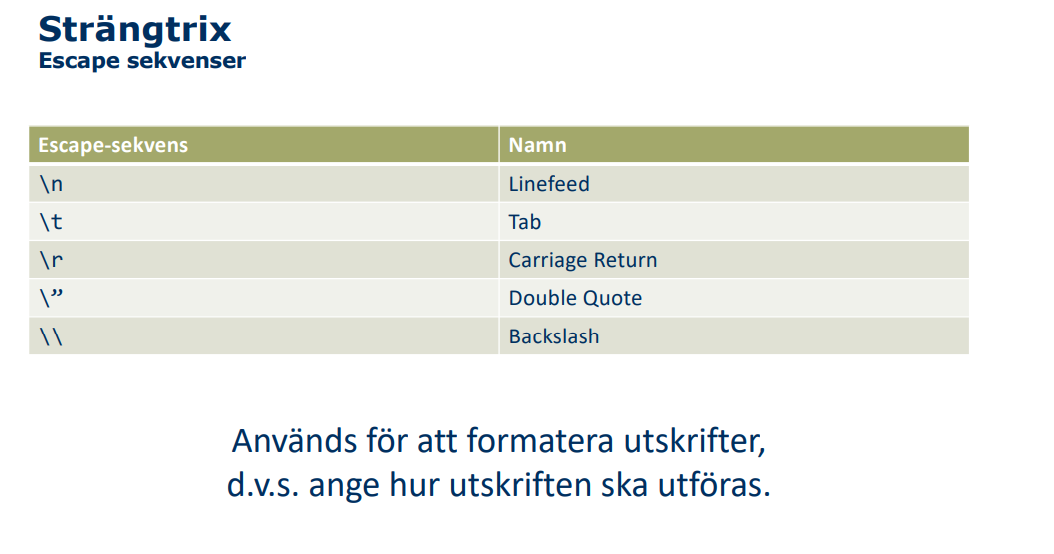 Strängtrix
Escape sekvenser
Escape-sekvens Namn
\n Linefeed
\t Tab
\r Carriage Return
\” Double Quote
\\ Backslash
Används för att formatera utskrifter,
d.v.s. ange hur utskriften ska utföras.